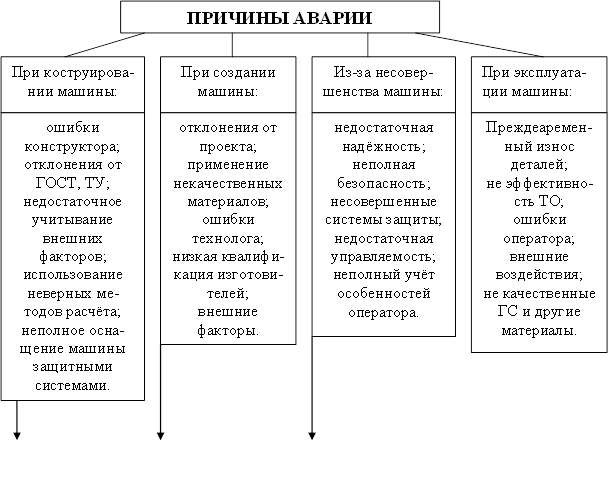 ПРИЧИНЫ АВАРИИ
При коструирова-
нии машины:
ошибки
конструктора;
отклонения от
ГОСТ, ТУ;
недостаточное
учитывание
внешних
факторов;
использование
неверных ме-
тодов расчёта;
неполное осна-
щение машины
защитными
системами.
При создании
машины:
отклонения от
проекта;
применение
некачественных
материалов;
ошибки
технолога;
низкая квалифи-
кация изготови-
телей;
внешние
факторы.
Из-за несовер-
шенства машины:
недостаточная
надёжность;
неполная
безопасность;
несовершенные
системы защиты;
недостаточная
управляемость;
неполный учёт
особенностей
оператора.
При эксплуата-
ции машины:
Преждеаремен-
ный износ
деталей;
не эффективно-
сть ТО;
ошибки
оператора;
внешние
воздействия;
не качественные
ГС и другие
материалы.